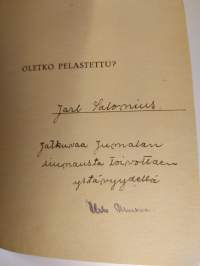 OLETKO PELASTETTU?
Jarl Salomius
Jatkuvaa Jumalan
siunausta toivottaen
ystävyydellä